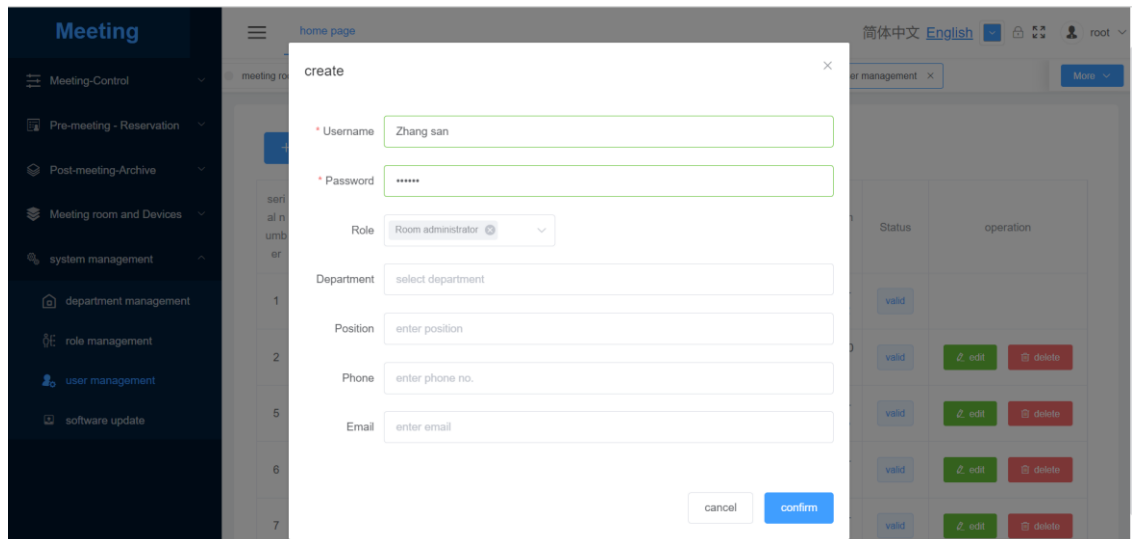 Meeting
home page
简体中文 English
root
Meeting-Control
meeting ro
er management ×
More
create
Pre-meeting - Reservation
* Username Zhang san
Post-meeting-Archive
* Password ••••••
Meeting room and Devices
Role Room administrator
seri
al n
umb
er
Status
operation
system management
Department select department
department management
1
valid
Position enter position
role management
2
valid
edit
delete
Phone enter phone no.
user management
5
valid
edit
delete
software update
Email enter email
6
valid
edit
delete
cancel
confirm
7
valid
edit
delete